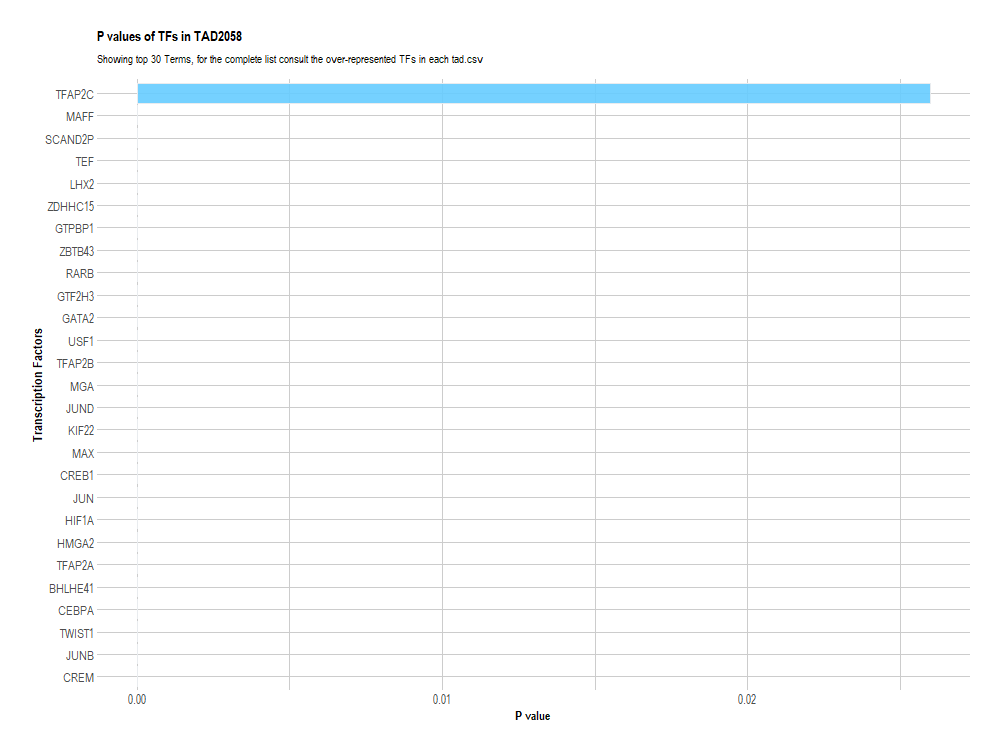 P values of TFs in TAD2058
Showing top 30 Terms, for the complete list consult the over-represented TFs in each tad.csv
TFAP2C
MAFF
SCAND2P
TEF
LHX2
ZDHHC15
GTPBP1
ZBTB43
RARB
GTF2H3
GATA2
USF1
TFAP2B
MGA
JUND
KIF22
MAX
CREB1
JUN
HIF1A
HMGA2
TFAP2A
BHLHE41
CEBPA
TWIST1
JUNB
CREM
Transcription Factors
0.00 0.01 0.02
P value